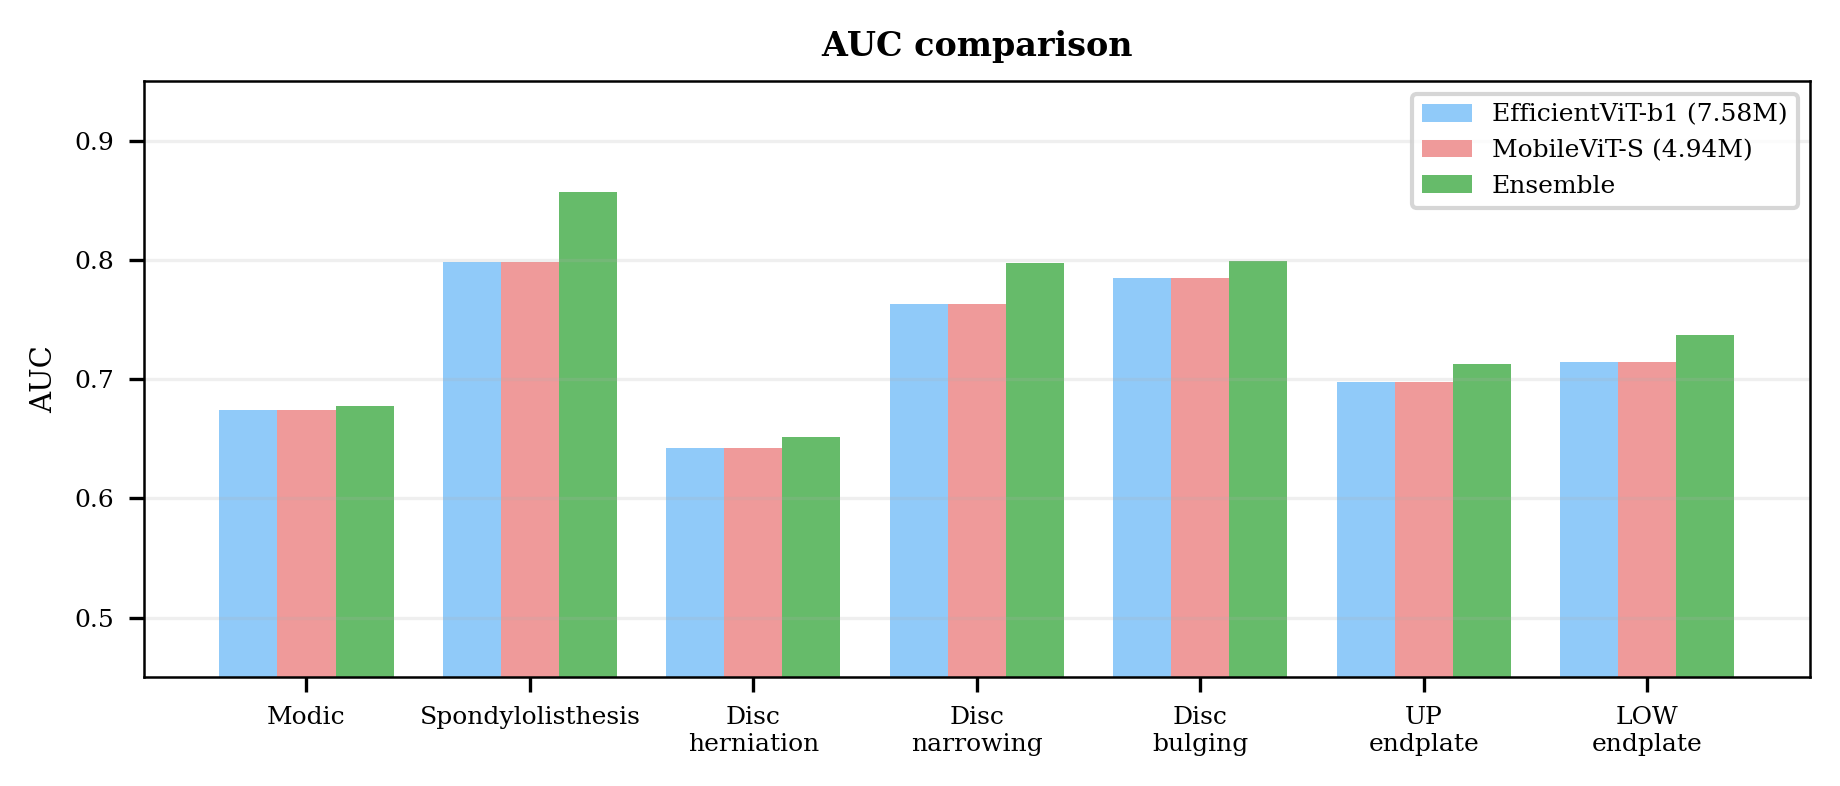 AUC comparison
EfficientViT-b1 (7.58M)
MobileViT-S (4.94M)
Ensemble
AUC
0.9
0.8
0.7
0.6
0.5
Modic
Spondylolisthesis
Disc
herniation
Disc
narrowing
Disc
bulging
UP
endplate
LOW
endplate